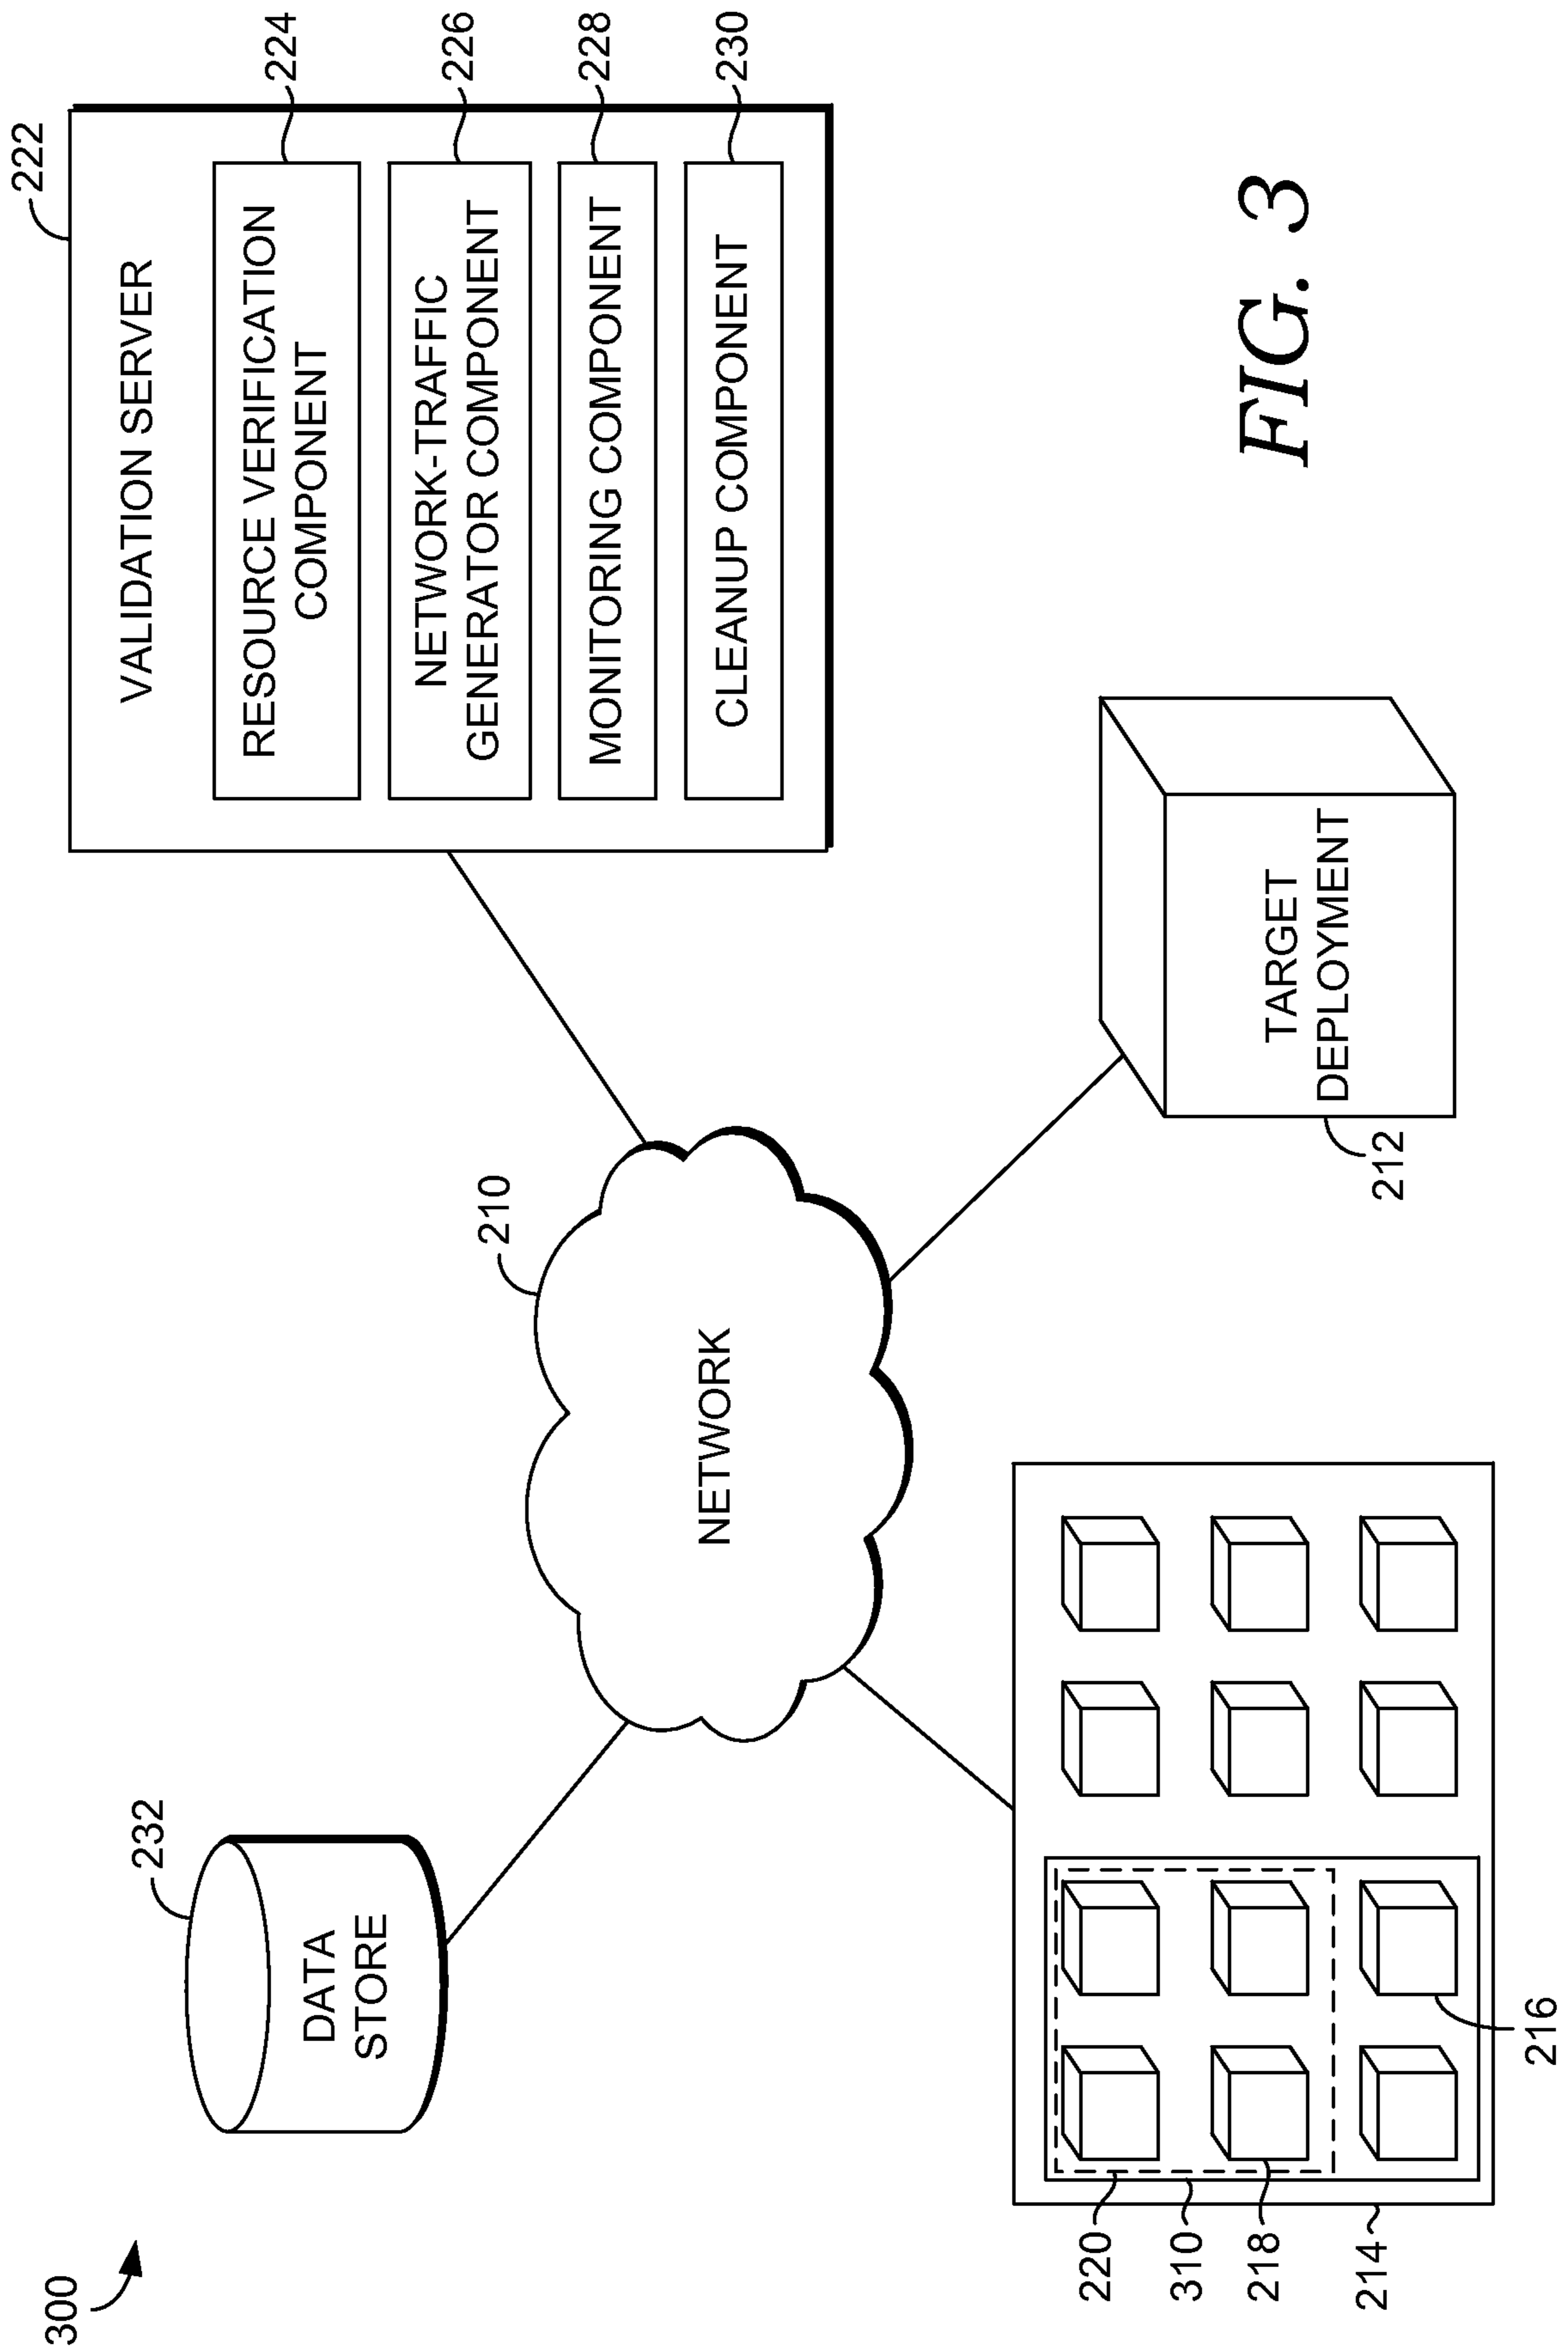 300
222
VALIDATION SERVER
RESOURCE VERIFICATION
COMPONENT
224
NETWORK-TRAFFIC
GENERATOR COMPONENT
226
MONITORING COMPONENT
228
CLEANUP COMPONENT
230
232
DATA
STORE
210
NETWORK
220
310
218
214
216
TARGET
DEPLOYMENT
212
FIG. 3